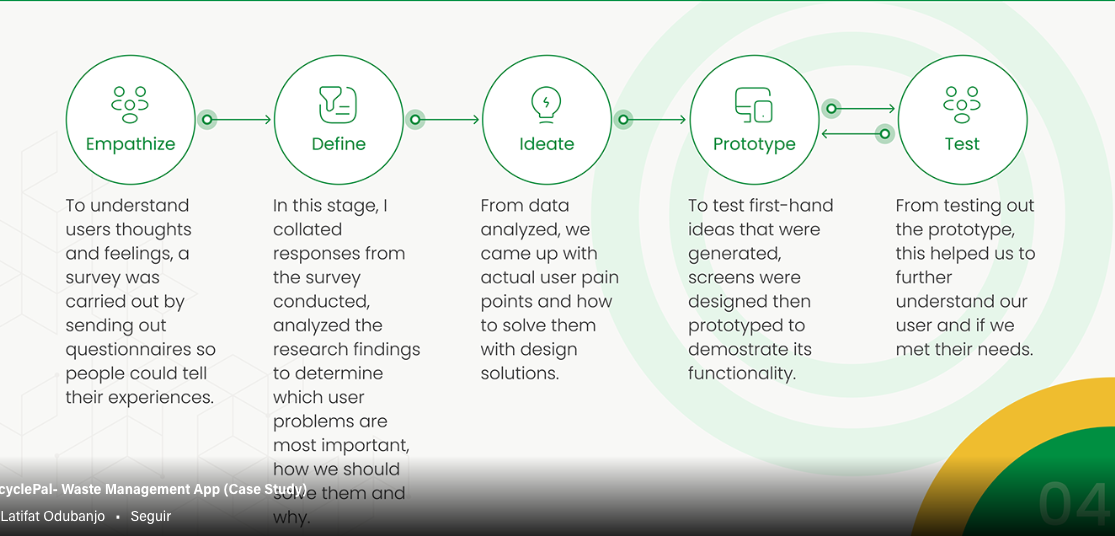 Empathize
Define
Ideate
Prototype
Test
To understand
users thoughts
and feelings, a
survey was
carried out by
sending out
questionnaires so
people could tell
their experiences.
In this stage, I
collated
responses from
the survey
conducted,
analyzed the
research findings
to determine
which user
problems are
most important,
how we should
solve them and
why.
From data
analyzed, we
came up with
actual user pain
points and how
to solve them
with design
solutions.
To test first-hand
ideas that were
generated,
screens were
designed then
prototyped to
demostrate its
functionality.
From testing out
the prototype,
this helped us to
further
understand our
user and if we
met their needs.
cyclePal- Waste Management App (Case Study)
Latifat Odubanjo • Seguir
04